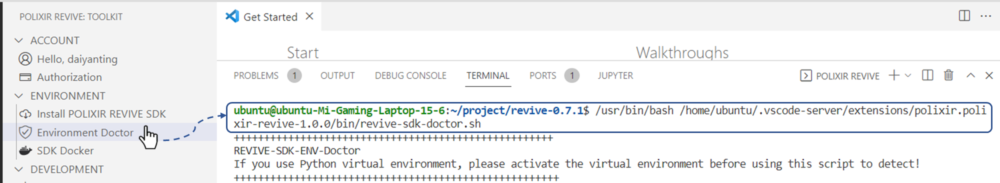 POLIXIR REVIVE: TOOLKIT
ACCOUNT
Hello, daiyanting
Authorization
ENVIRONMENT
Install POLIXIR REVIVE SDK
Environment Doctor
SDK Docker
DEVELOPMENT
Get Started
Start
Walkthroughs
PROBLEMS 1 OUTPUT DEBUG CONSOLE TERMINAL PORTS 1 JUPYTER POLIXIR REVIVE
ubuntu@ubuntu-Mi-Gaming-Laptop-15-6:~/project/revive-0.7.1$ /usr/bin/bash /home/ubuntu/.vscode-server/extensions/polixir.poli
xir-revive-1.0.0/bin/revive-sdk-doctor.sh
+++++++++++++++++++++++++++++++++++++++++++++++++++++
REVIVE-SDK-ENV-Doctor
If you use Python virtual environment, please activate the virtual environment before using this script to detect!
++++++++++++++++++++++++++++++++++++++++++++++++++++++